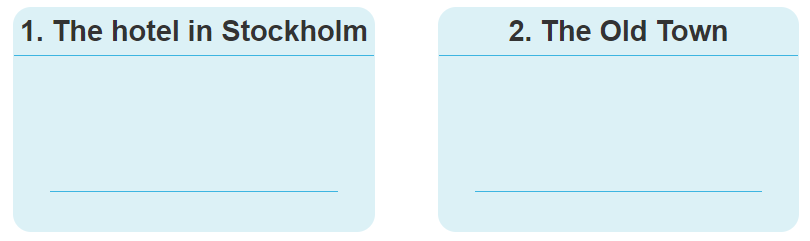 1. The hotel in Stockholm
2. The Old Town